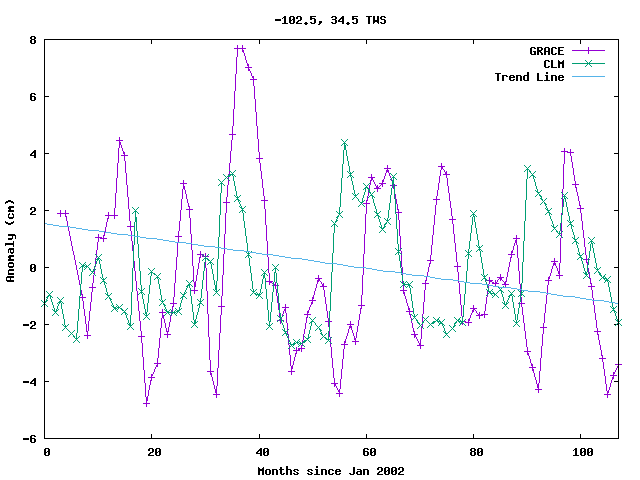 -102.5, 34.5 TWS
GRACE
CLM
Trend Line
8
6
4
2
0
-2
-4
-6
Anomaly (cm)
0 20 40 60 80 100
Months since Jan 2002